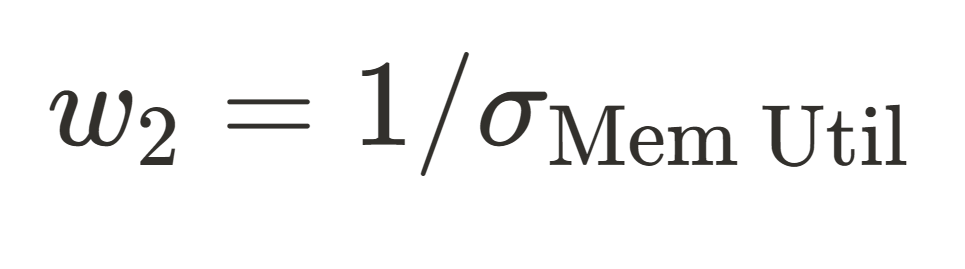 w₂ = 1/σ_Mem Util